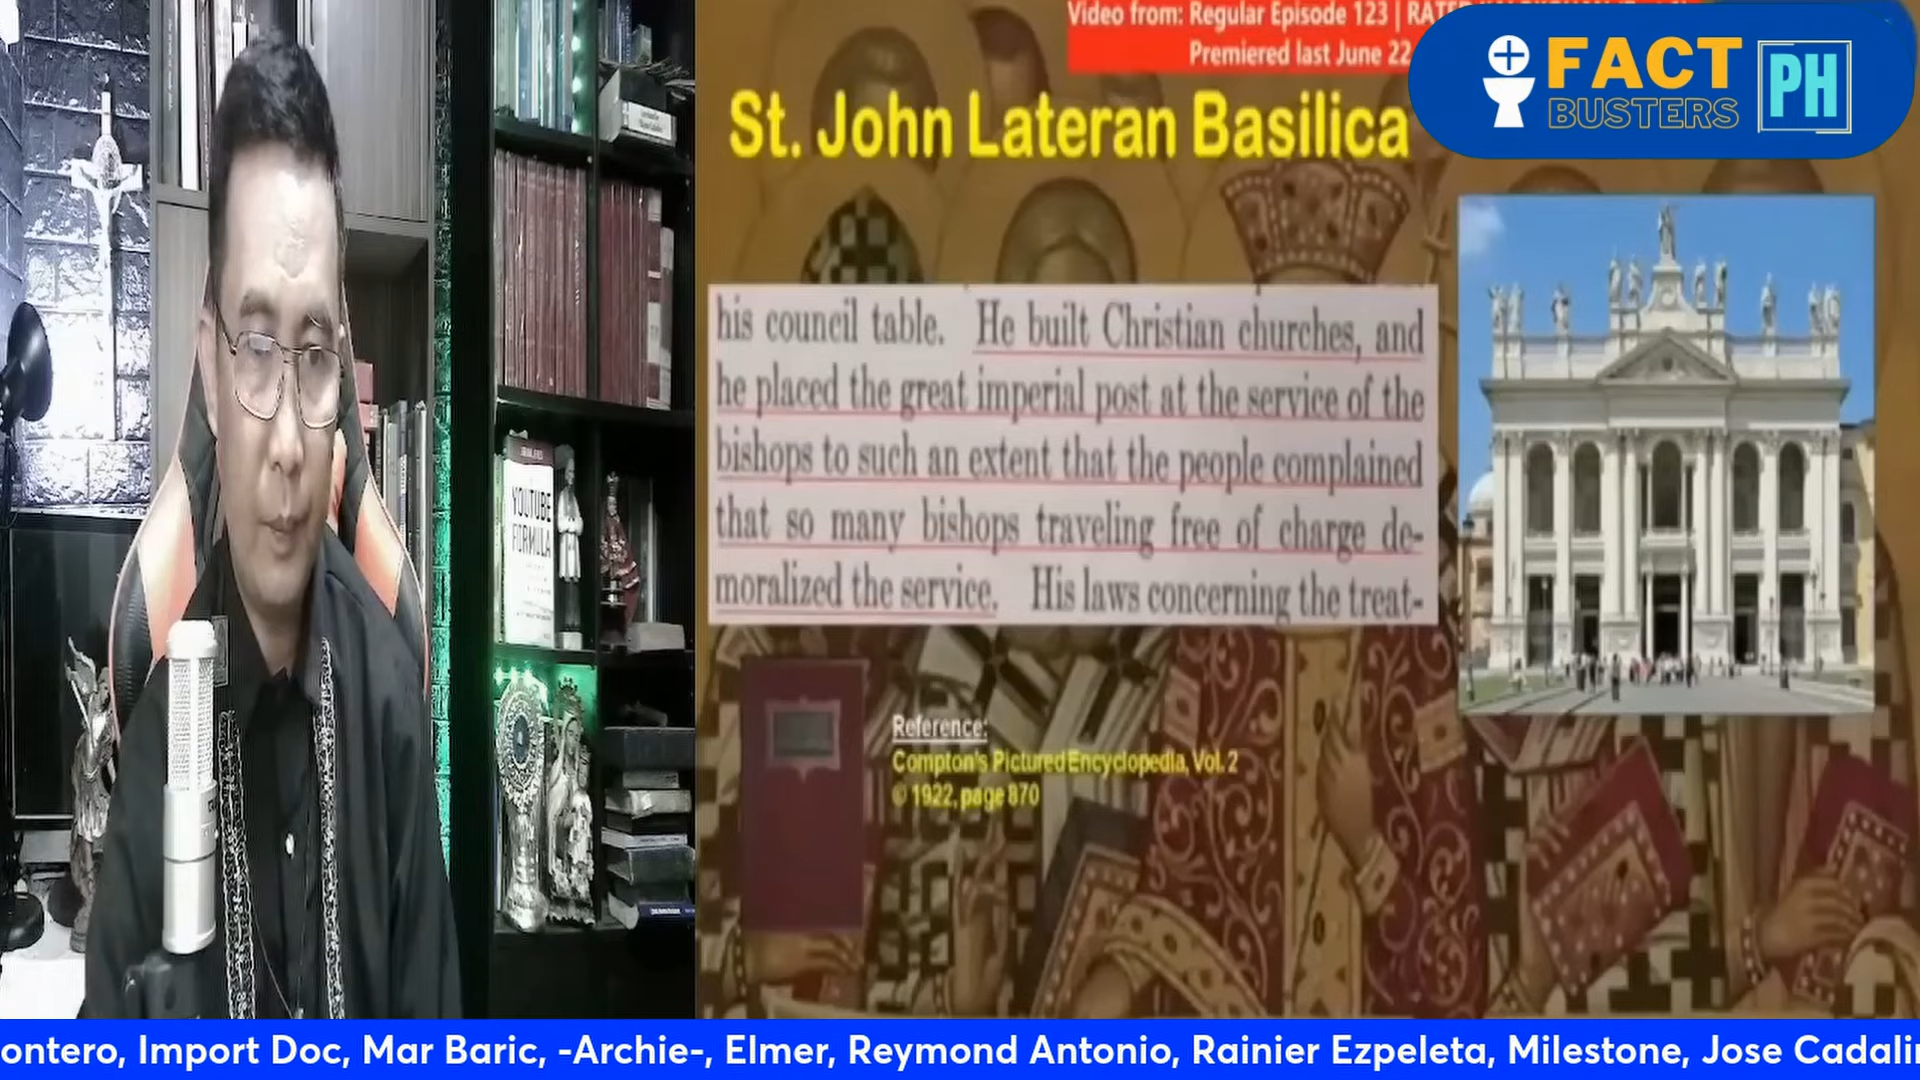 Video from: Regular Episode 123 |
Premiered last June 22
FACT
BUSTERS
PH
St. John Lateran Basilica
his council table. He built Christian churches, and
he placed the great imperial post at the service of the
bishops to such an extent that the people complained
that so many bishops traveling free of charge de-
moralized the service. His laws concerning the treat-
YOUTUBE
FORMULA
Reference:
Compton's Pictured Encyclopedia, Vol. 2
© 1922, page 870
ontero, Import Doc, Mar Baric, -Archie-, Elmer, Reymond Antonio, Rainier Ezpeleta, Milestone, Jose Cadalin